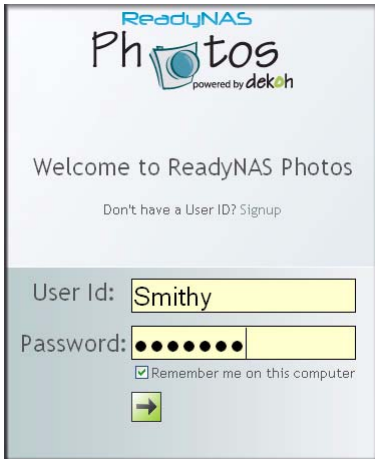 ReadyNAS
Photos
powered by dekoh
Welcome to ReadyNAS Photos
Don't have a User ID? Signup
User Id: Smithy
Password: ●●●●●●●
Remember me on this computer